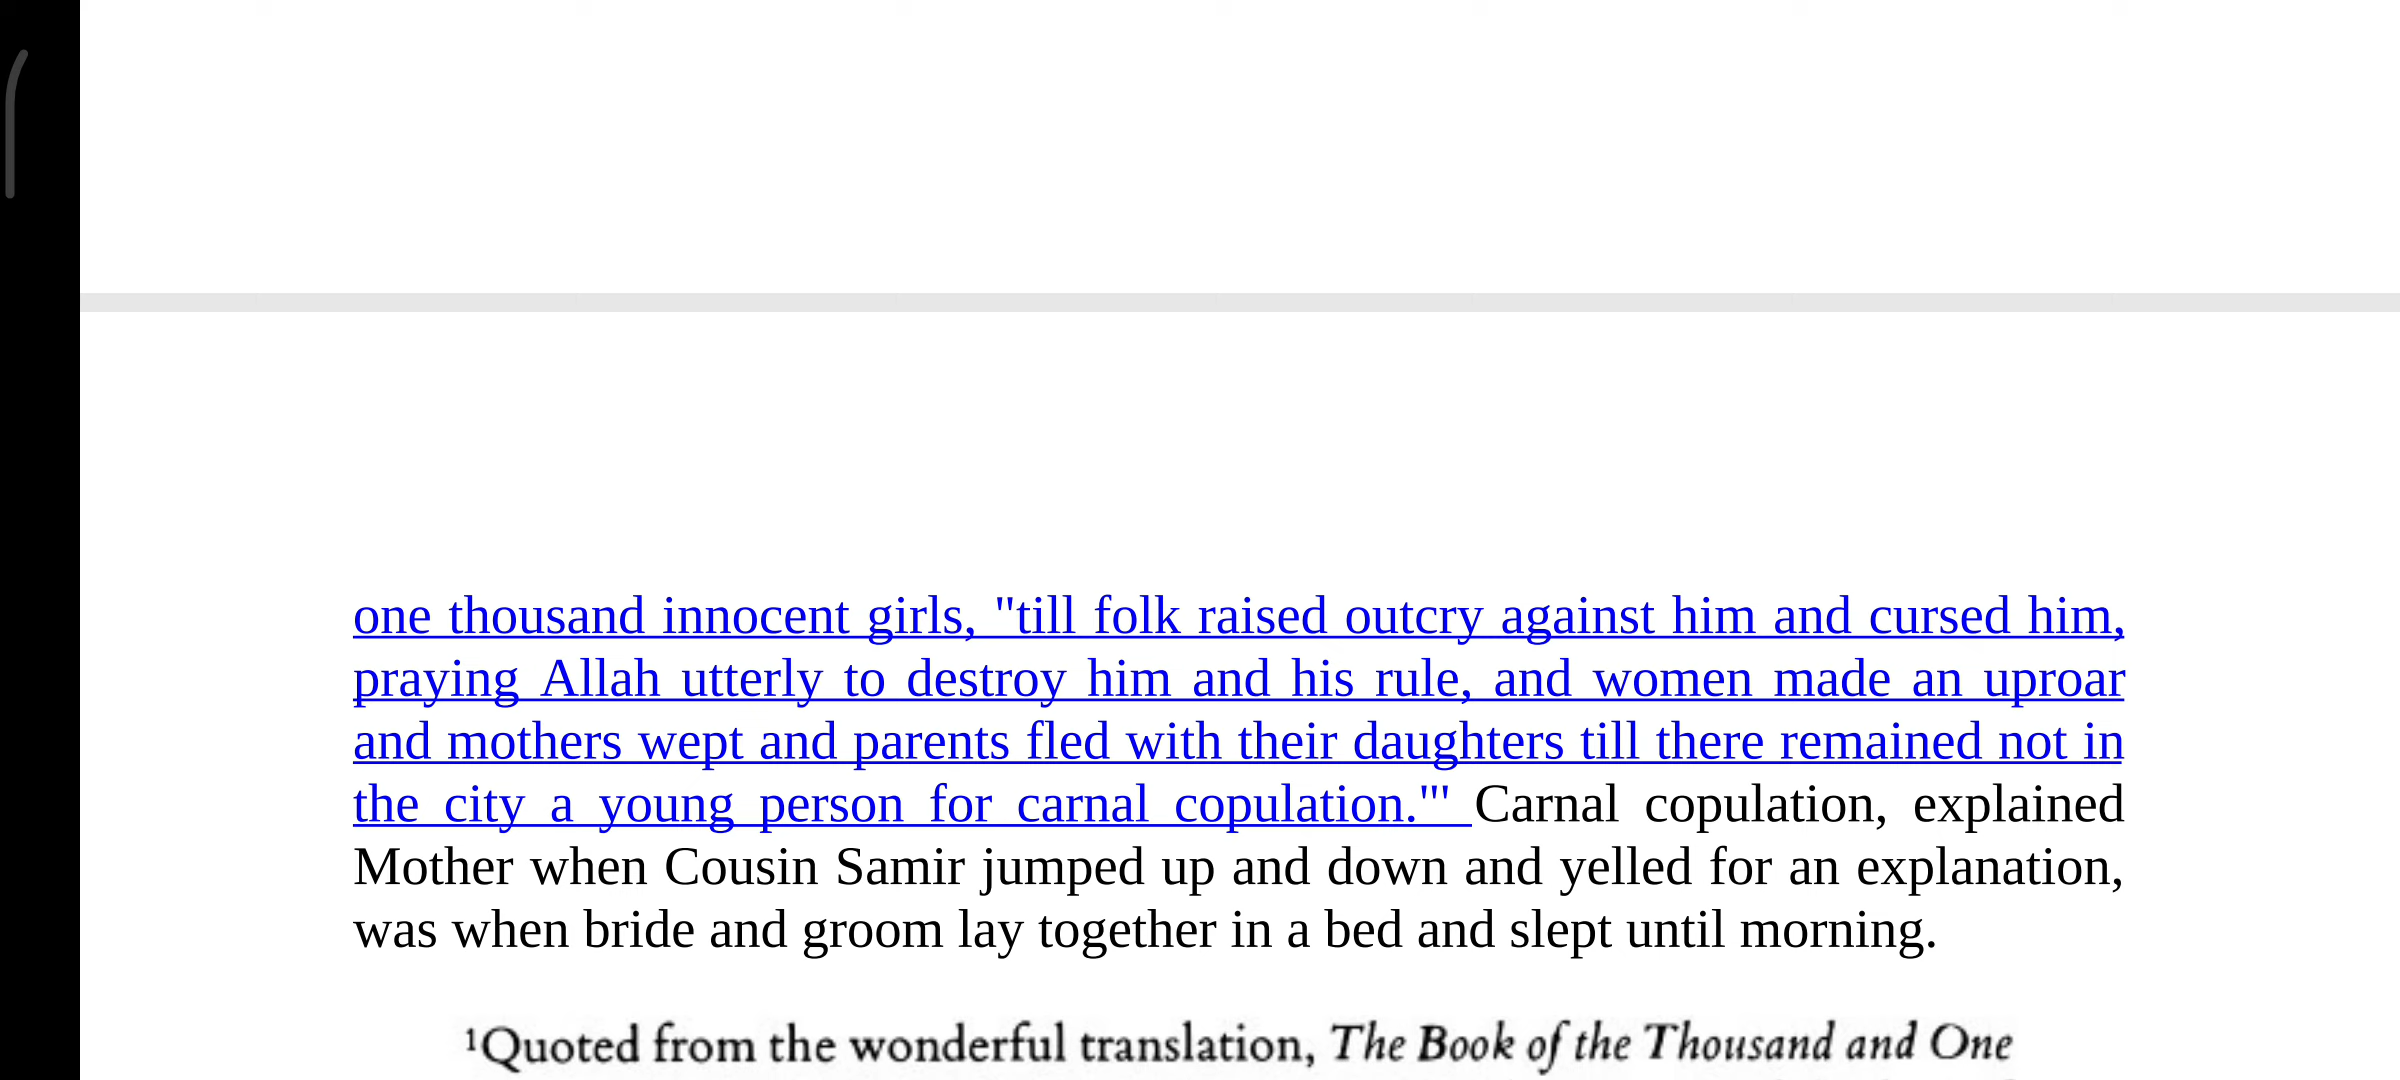 one thousand innocent girls, "till folk raised outcry against him and cursed him,
praying Allah utterly to destroy him and his rule, and women made an uproar
and mothers wept and parents fled with their daughters till there remained not in
the city a young person for carnal copulation."' Carnal copulation, explained
Mother when Cousin Samir jumped up and down and yelled for an explanation,
was when bride and groom lay together in a bed and slept until morning.
¹Quoted from the wonderful translation, The Book of the Thousand and One